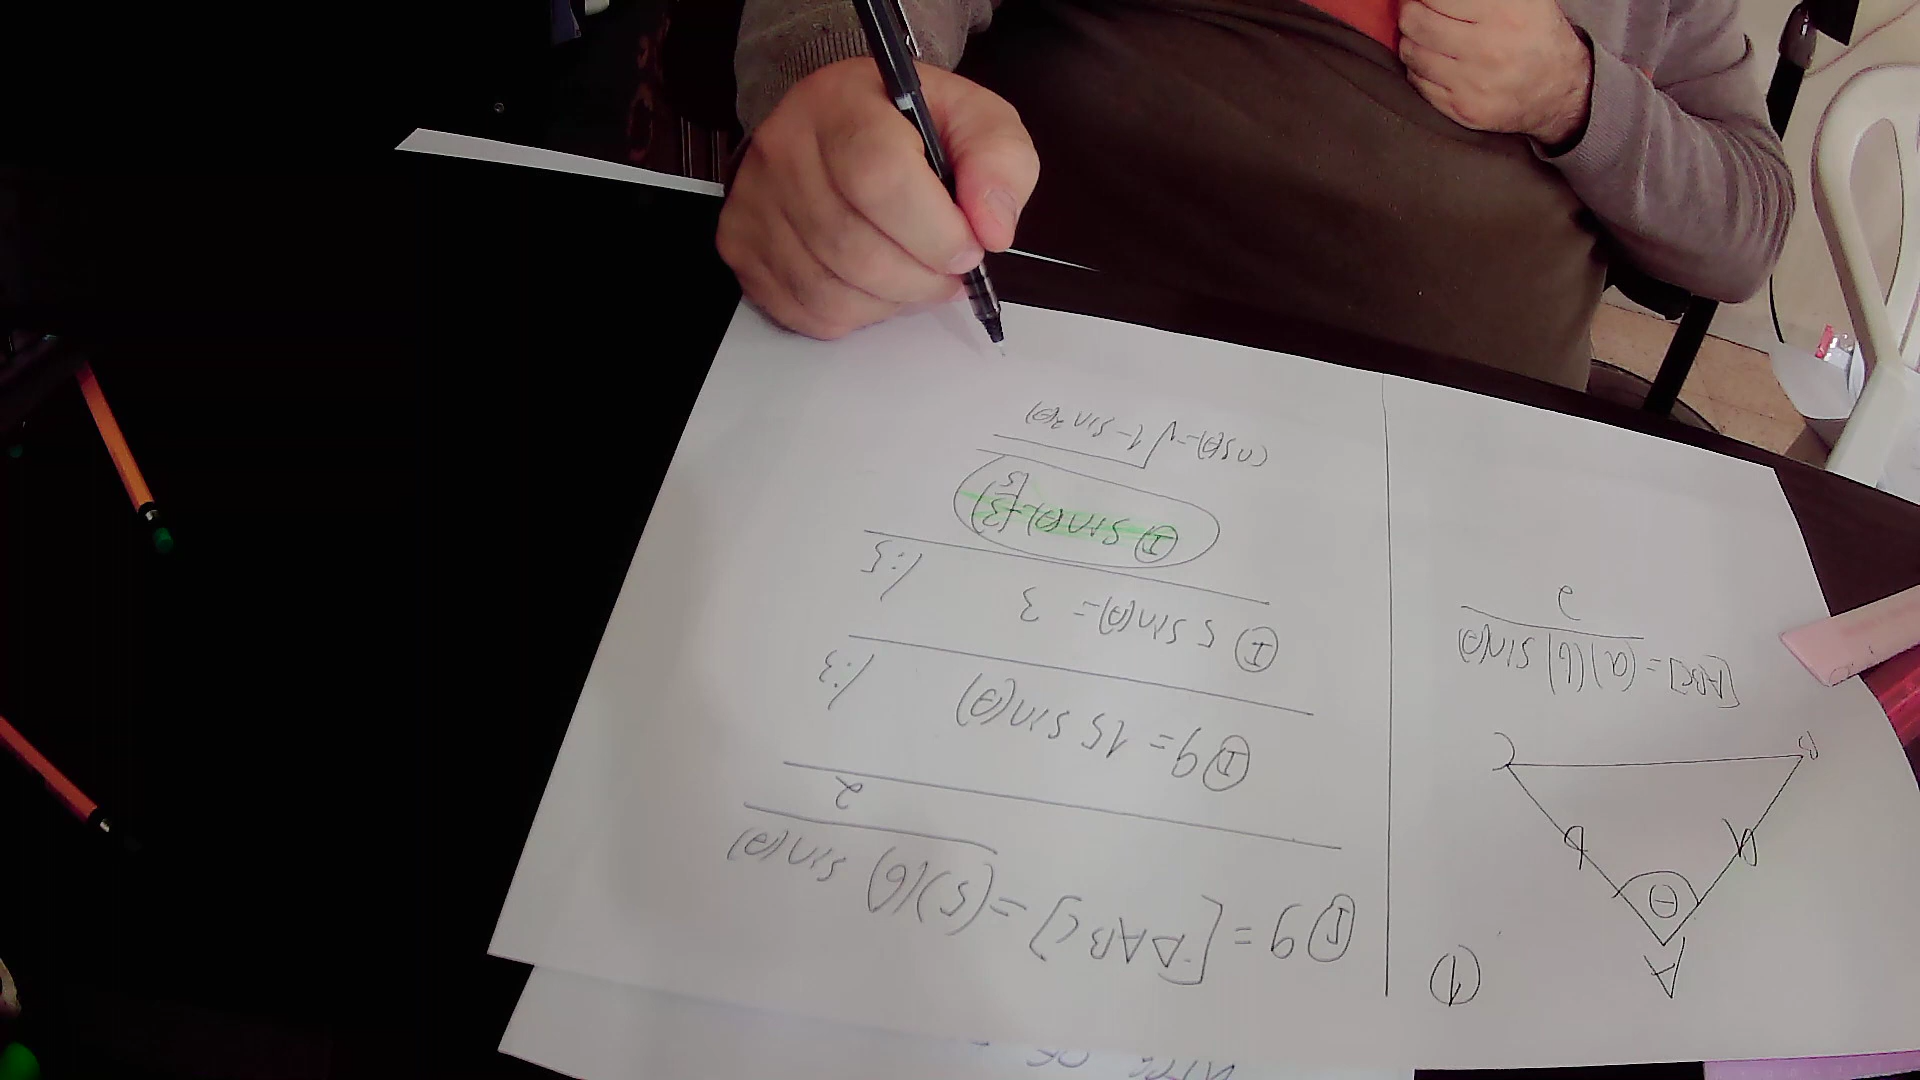 ①
A
θ
b a
C B
[ABC] = (a)(b) sin(θ)
2
Ⓘ 9 = [ΔABC] = (5)(6) sin(θ)
2
Ⓘ 9 = 15 sin(θ) /:3
Ⓘ 5 sin(θ) = 3 /:5
Ⓘ sin(θ) = (3/5)
cos(θ) = √1 - sin²(θ)